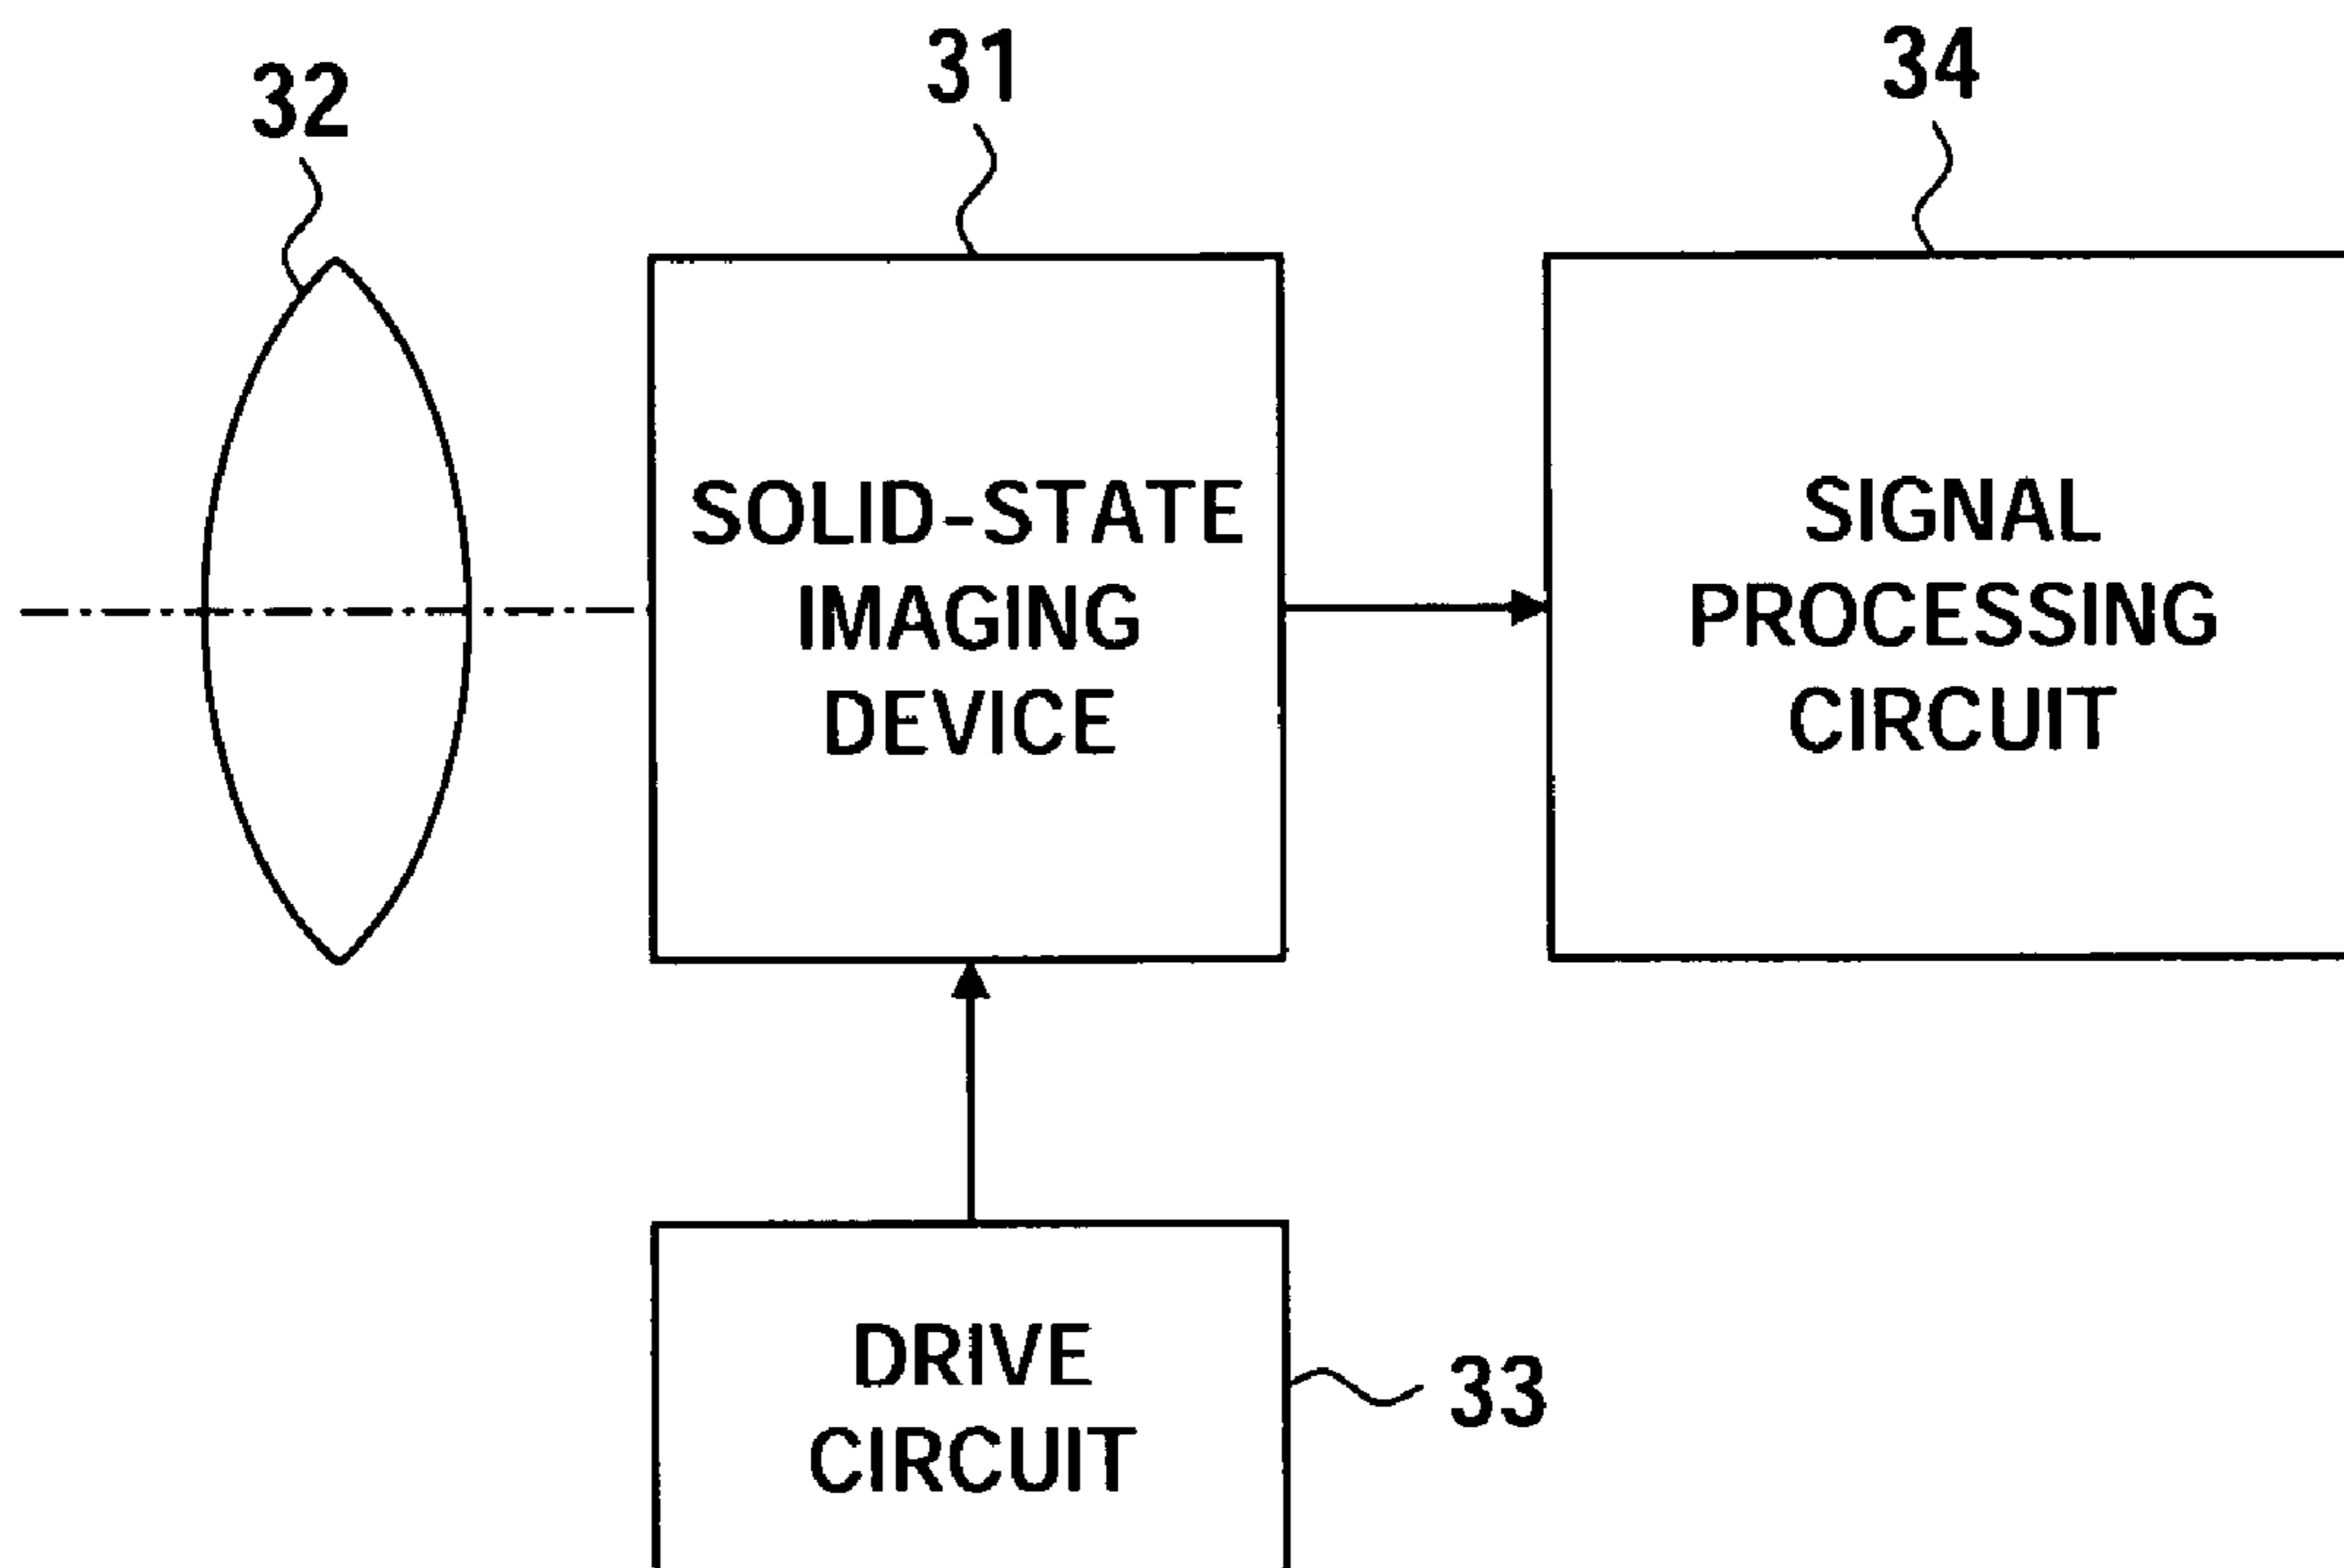 32
31
34
SOLID-STATE
IMAGING
DEVICE
SIGNAL
PROCESSING
CIRCUIT
DRIVE
CIRCUIT
33